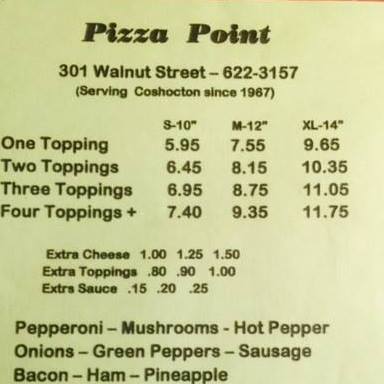 Pizza Point
301 Walnut Street – 622-3157
(Serving Coshocton since 1967)
S-10" M-12" XL-14"
One Topping 5.95 7.55 9.65
Two Toppings 6.45 8.15 10.35
Three Toppings 6.95 8.75 11.05
Four Toppings + 7.40 9.35 11.75
Extra Cheese 1.00 1.25 1.50
Extra Toppings .80 .90 1.00
Extrs Sauce .15 .20 .25
Pepperoni – Mushrooms - Hot Pepper
Onions – Green Peppers – Sausage
Bacon – Ham – Pineapple